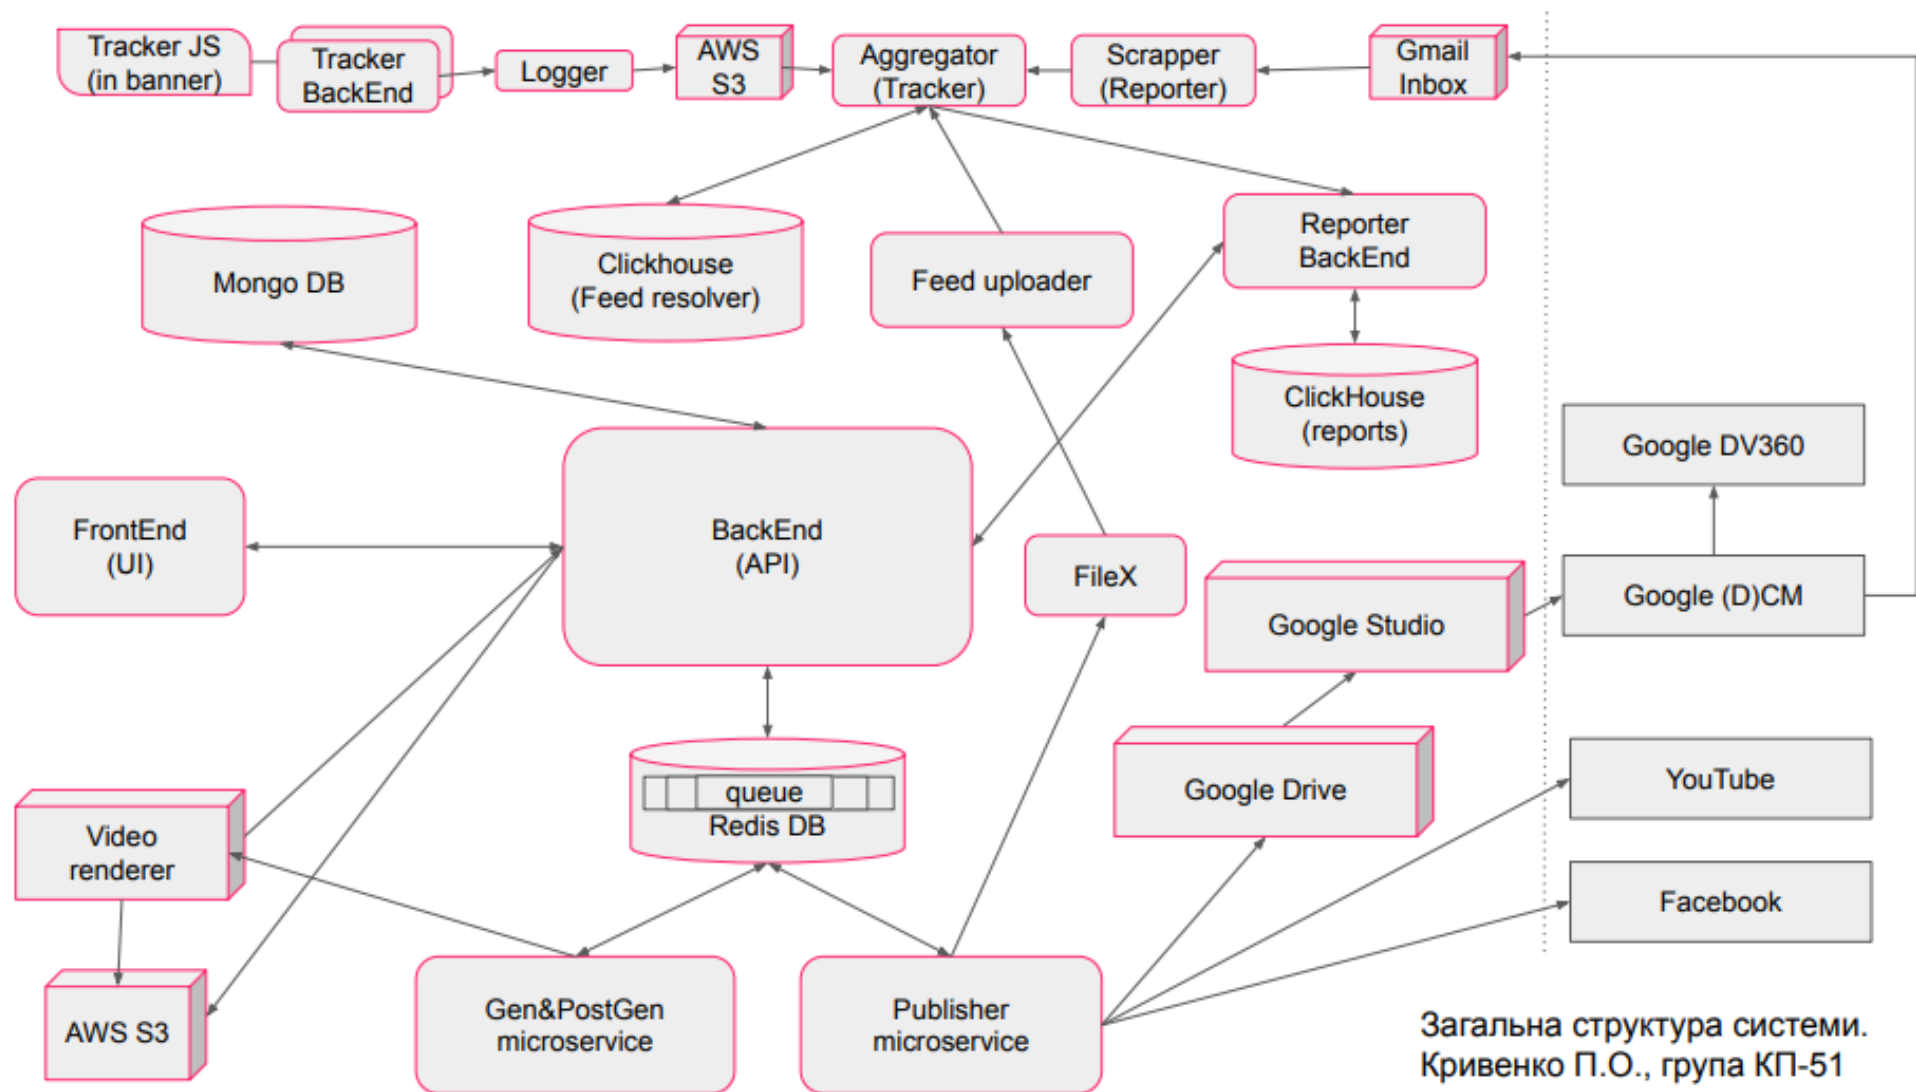 Tracker JS
(in banner)
Tracker
BackEnd
Logger
AWS
S3
Aggregator
(Tracker)
Scrapper
(Reporter)
Gmail
Inbox
Mongo DB
Clickhouse
(Feed resolver)
Feed uploader
Reporter
BackEnd
ClickHouse
(reports)
Google DV360
FrontEnd
(UI)
BackEnd
(API)
FileX
Google Studio
Google (D)CM
queue
Redis DB
Google Drive
YouTube
Video
renderer
Facebook
AWS S3
Gen&PostGen
microservice
Publisher
microservice
Загальна структура системи.
Кривенко П.О., група КП-51